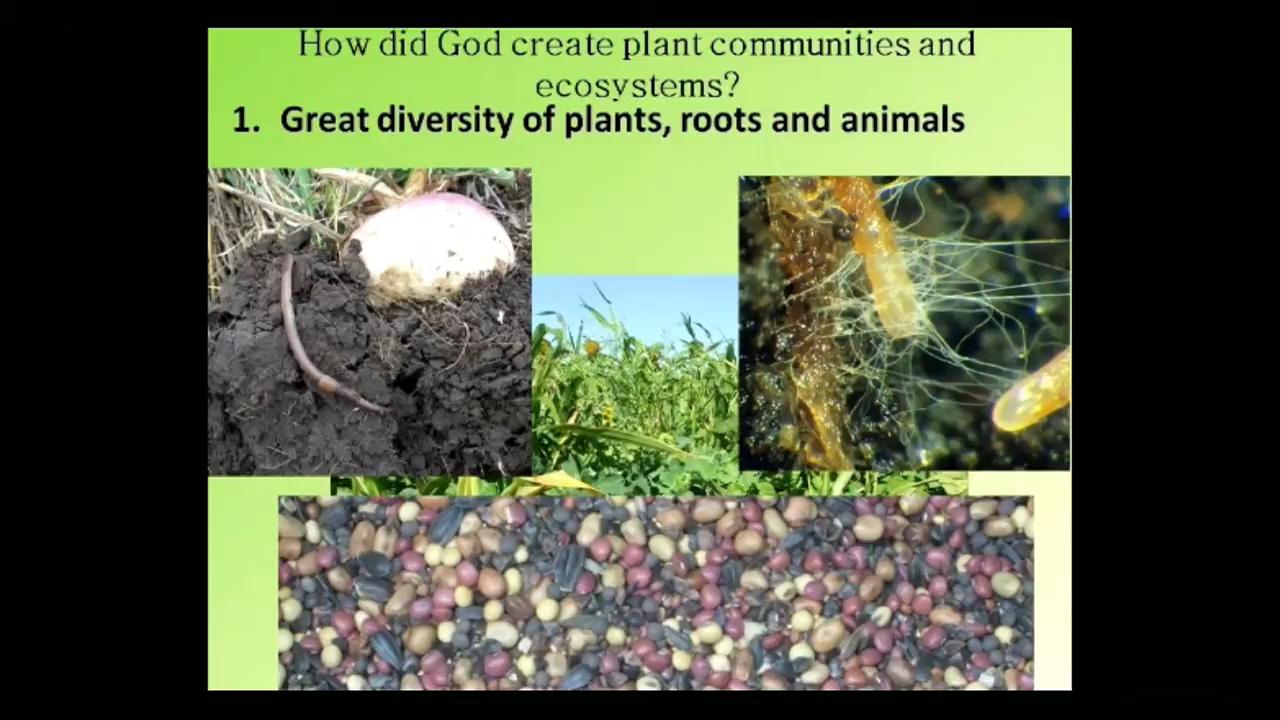 How did God create plant communities and
ecosystems?
1. Great diversity of plants, roots and animals